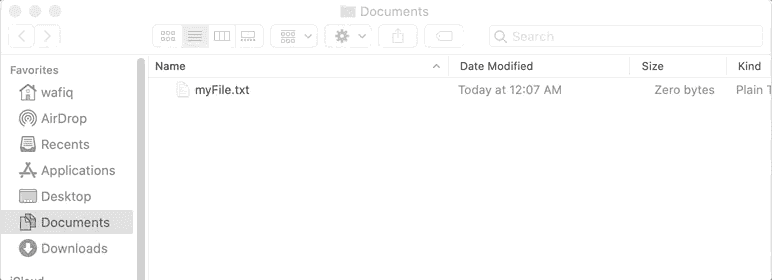 Documents
Search
Favorites
wafiq
AirDrop
Recents
Applications
Desktop
Documents
Downloads
Name Date Modified Size Kind
myFile.txt Today at 12:07 AM Zero bytes Plain T